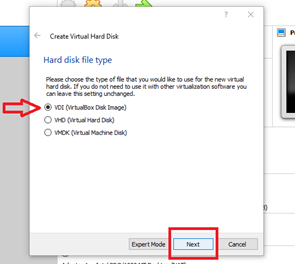 Create Virtual Hard Disk
Hard disk file type
Please choose the type of file that you would like to use for the new virtual
hard disk. If you do not need to use it with other virtualization software you
can leave this setting unchanged.
VDI (VirtualBox Disk Image)
VHD (Virtual Hard Disk)
VMDK (Virtual Machine Disk)
Expert Mode
Next
Cancel